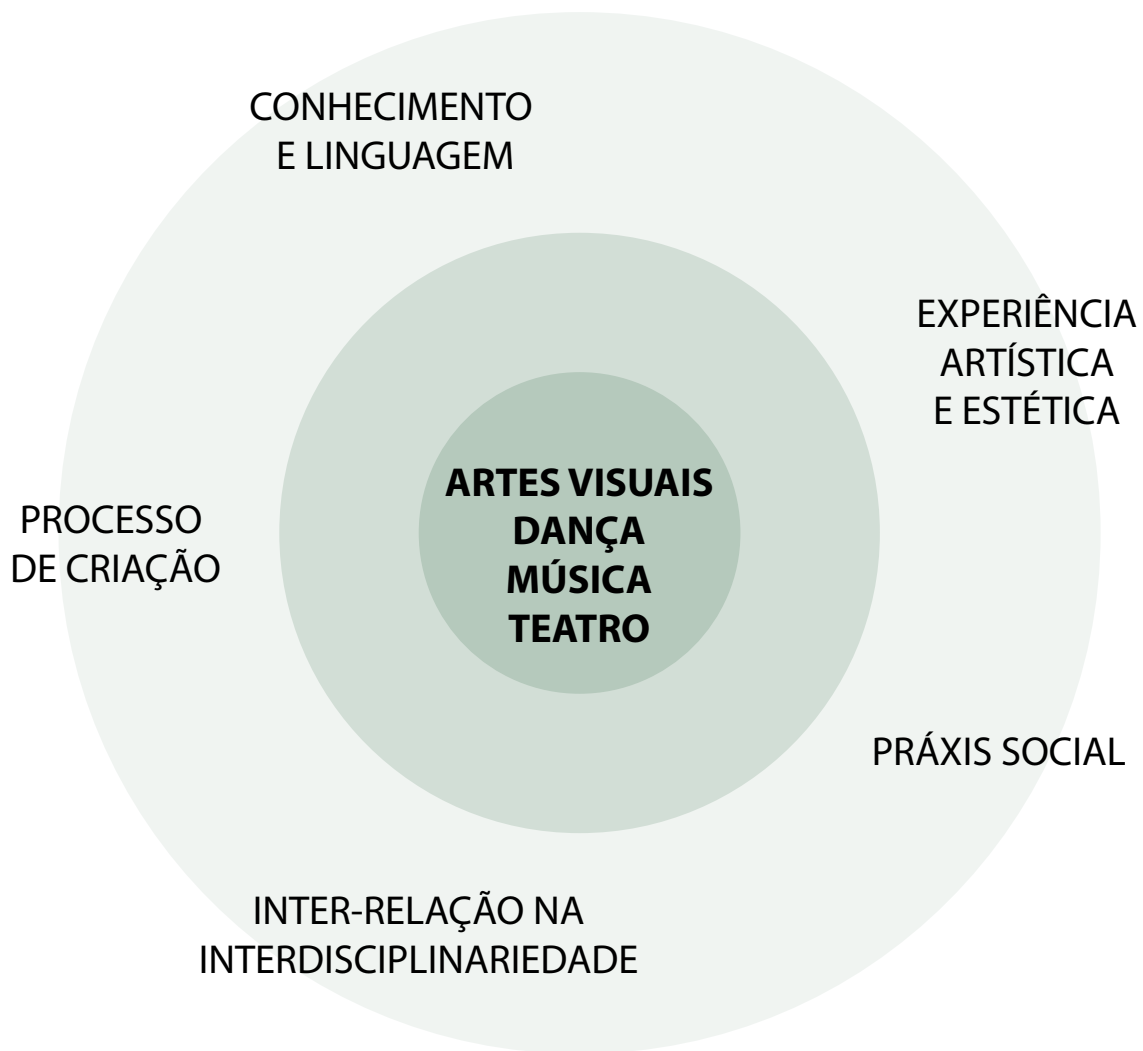 CONHECIMENTO
E LINGUAGEM
EXPERIÊNCIA
ARTÍSTICA
E ESTÉTICA
ARTES VISUAIS
DANÇA
MÚSICA
TEATRO
PROCESSO
DE CRIAÇÃO
PRÁXIS SOCIAL
INTER-RELAÇÃO NA
INTERDISCIPLINARIEDADE